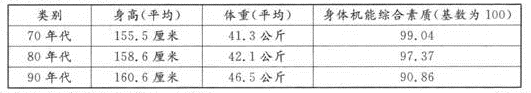 类别 身高(平均) 体重(平均) 身体机能综合素质(基数为100)
70年代 155.5厘米 41.3公斤 99.04
80年代 158.6厘米 42.1公斤 97.37
90年代 160.6厘米 46.5公斤 90.86